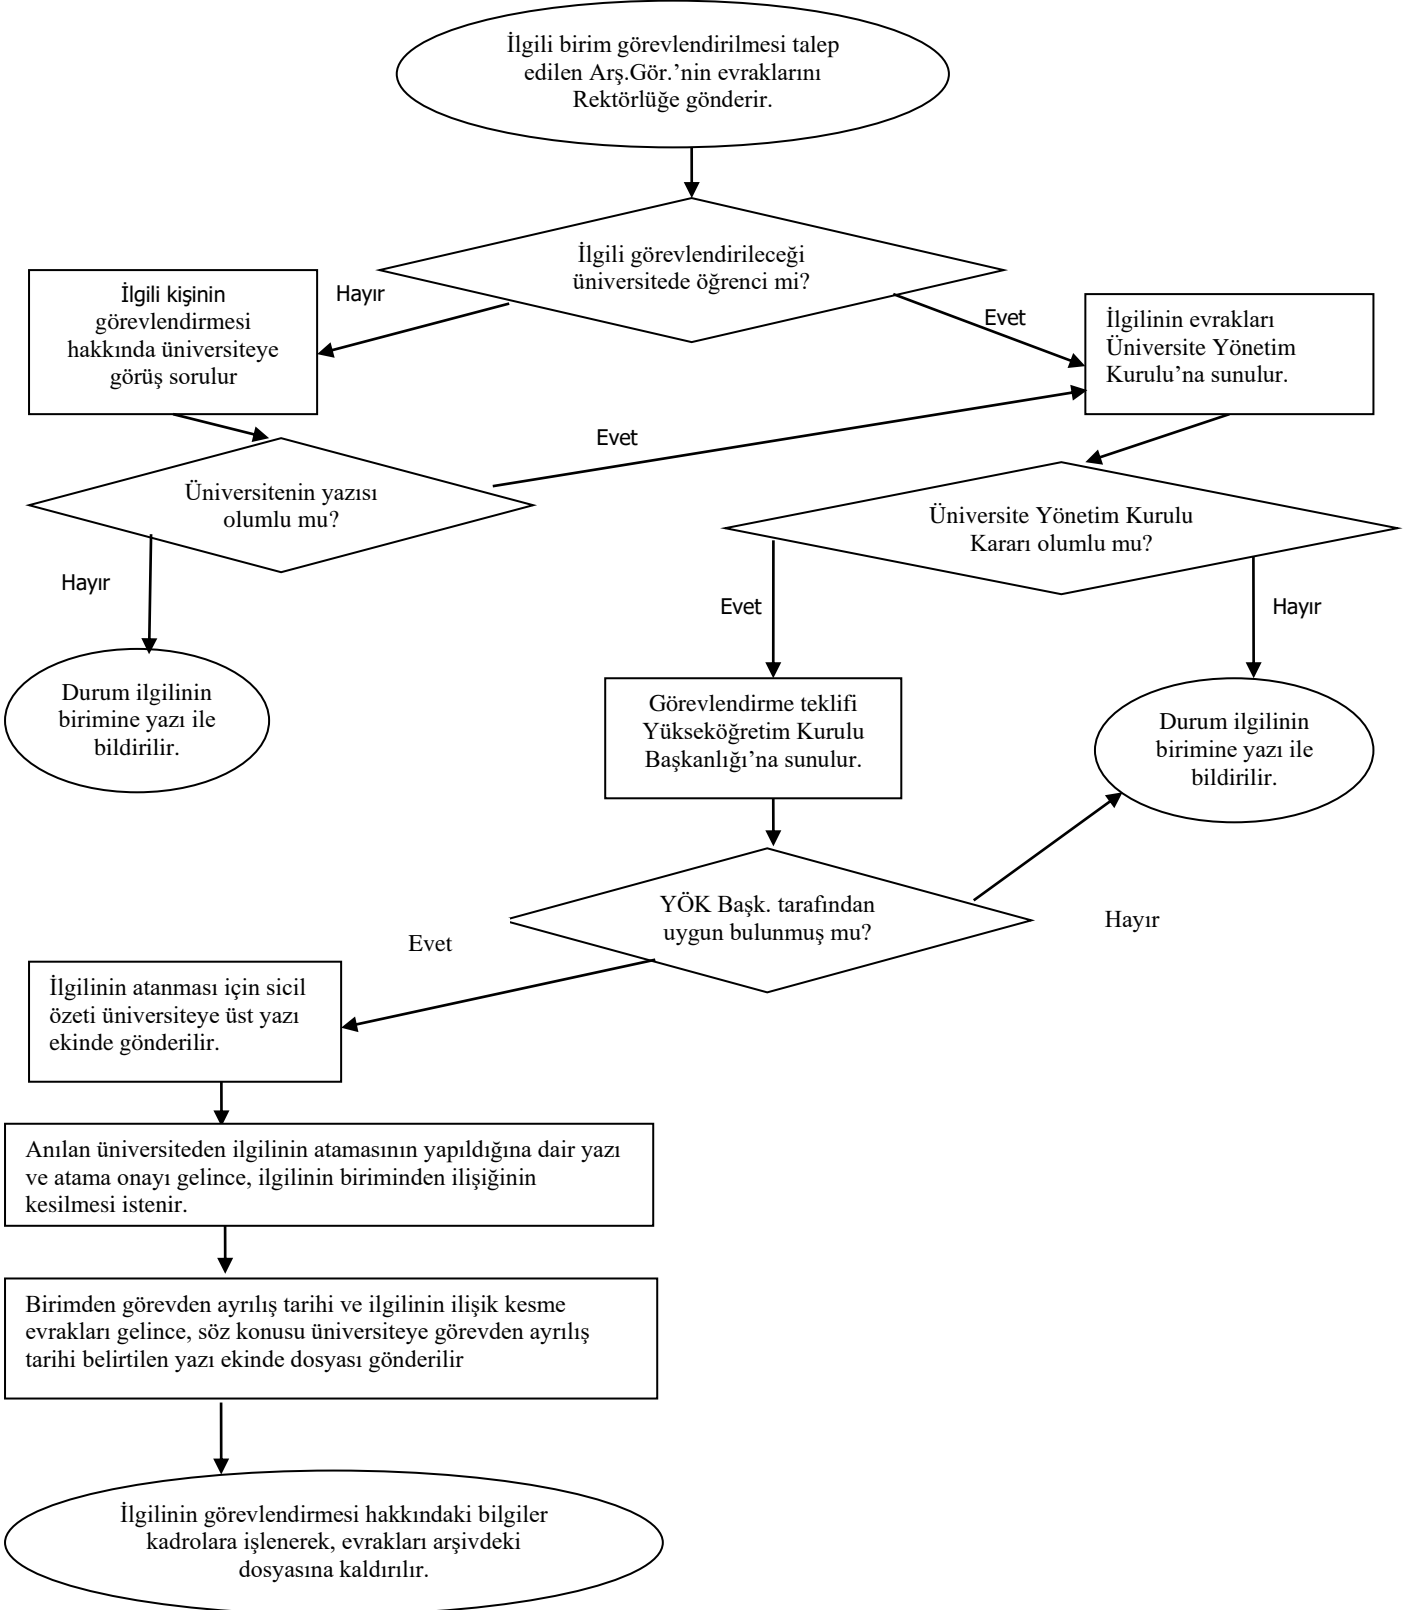 İlgili birim görevlendirilmesi talep
edilen Arş.Gör.’nin evraklarını
Rektörlüğe gönderir.
İlgili görevlendirileceği
üniversitede öğrenci mi?
Hayır
Evet
İlgili kişinin
görevlendirmesi
hakkında üniversiteye
görüş sorulur
İlgilinin evrakları
Üniversite Yönetim
Kurulu’na sunulur.
Evet
Üniversitenin yazısı
olumlu mu?
Üniversite Yönetim Kurulu
Kararı olumlu mu?
Hayır
Evet
Hayır
Durum ilgilinin
birimine yazı ile
bildirilir.
Görevlendirme teklifi
Yükseköğretim Kurulu
Başkanlığı’na sunulur.
Durum ilgilinin
birimine yazı ile
bildirilir.
YÖK Başk. tarafından
uygun bulunmuş mu?
Hayır
Evet
İlgilinin atanması için sicil
özeti üniversiteye üst yazı
ekinde gönderilir.
Anılan üniversiteden ilgilinin atamasının yapıldığına dair yazı
ve atama onayı gelince, ilgilinin biriminden ilişiğinin
kesilmesi istenir.
Birimden görevden ayrılış tarihi ve ilgilinin ilişik kesme
evrakları gelince, söz konusu üniversiteye görevden ayrılış
tarihi belirtilen yazı ekinde dosyası gönderilir
İlgilinin görevlendirmesi hakkındaki bilgiler
kadrolara işlenerek, evrakları arşivdeki
dosyasına kaldırılır.